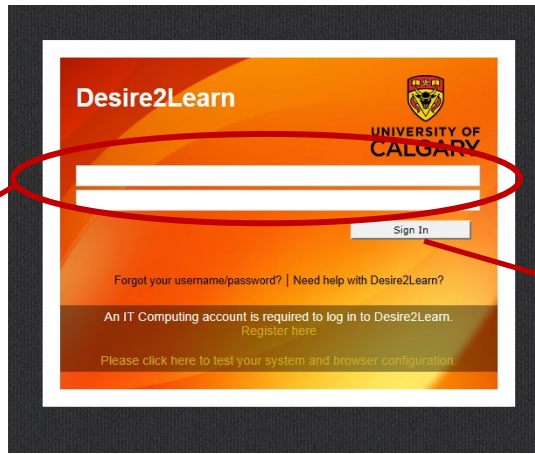 Desire2Learn
UNIVERSITY OF
CALGARY
Sign In
Forgot your username/password? | Need help with Desire2Learn?
An IT Computing account is required to log in to Desire2Learn.
Register here
Please click here to test your system and browser configuration.